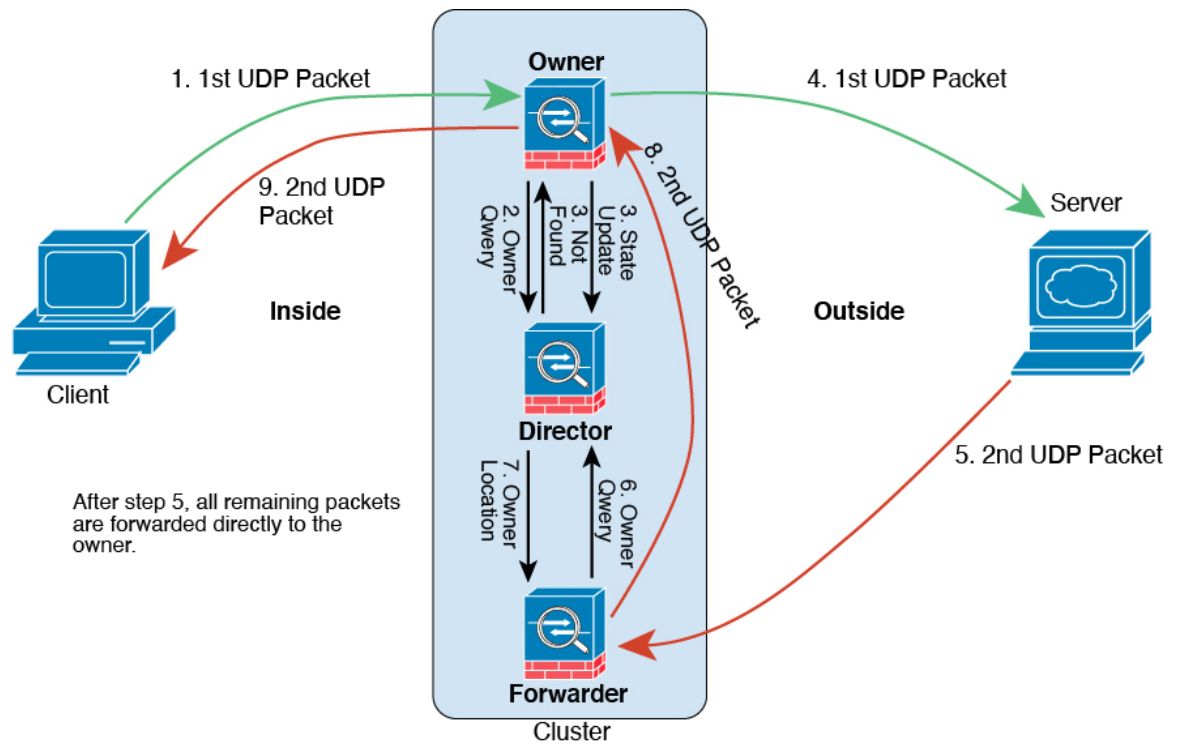 Owner
1. 1st UDP Packet
4. 1st UDP Packet
9. 2nd UDP
Packet
2. Owner
Qwery
3. Not
Found
3. State
Update
8. 2nd UDP Packet
Server
Inside
Outside
Client
Director
5. 2nd UDP Packet
7. Owner
Location
6. Owner
Qwery
After step 5, all remaining packets
are forwarded directly to the
owner.
Forwarder
Cluster